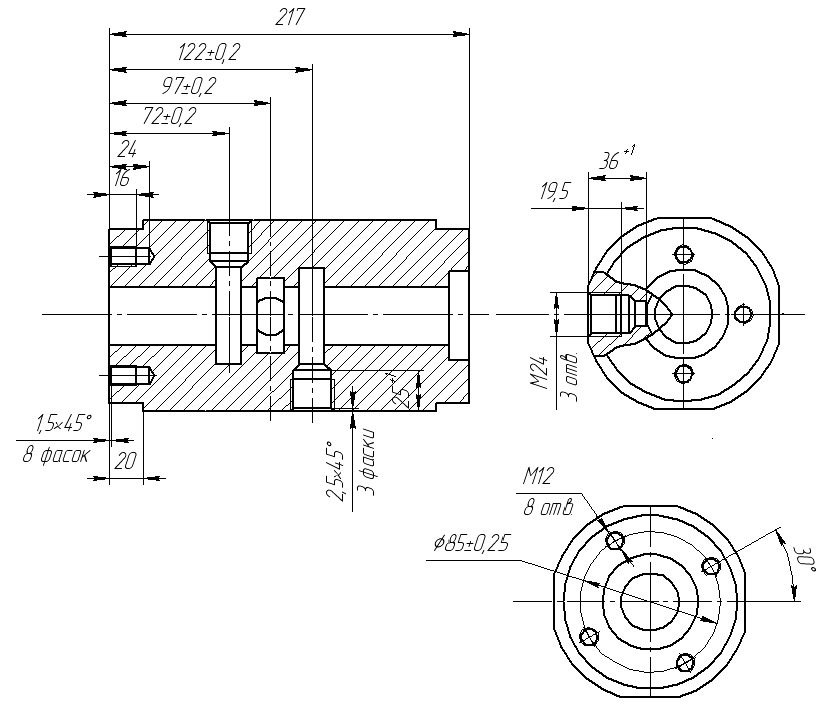 217
122±0,2
97±0,2
72±0,2
24
16
36 +1
19,5
М24
3 отв.
25 +1
1,5×45°
8 фасок
20
2,5×45°
3 фаски
М12
8 отв.
ϕ85±0,25
30°